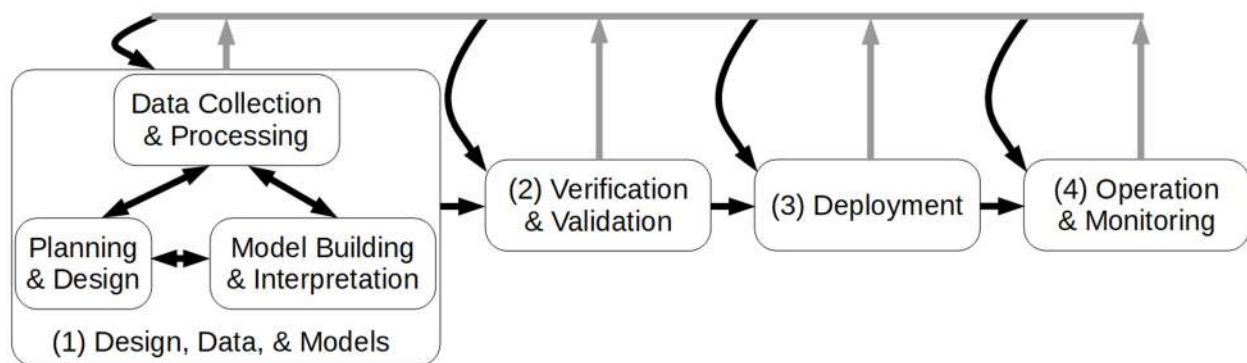 Data Collection
& Processing
Planning
& Design
Model Building
& Interpretation
(1) Design, Data, & Models
(2) Verification
& Validation
(3) Deployment
(4) Operation
& Monitoring